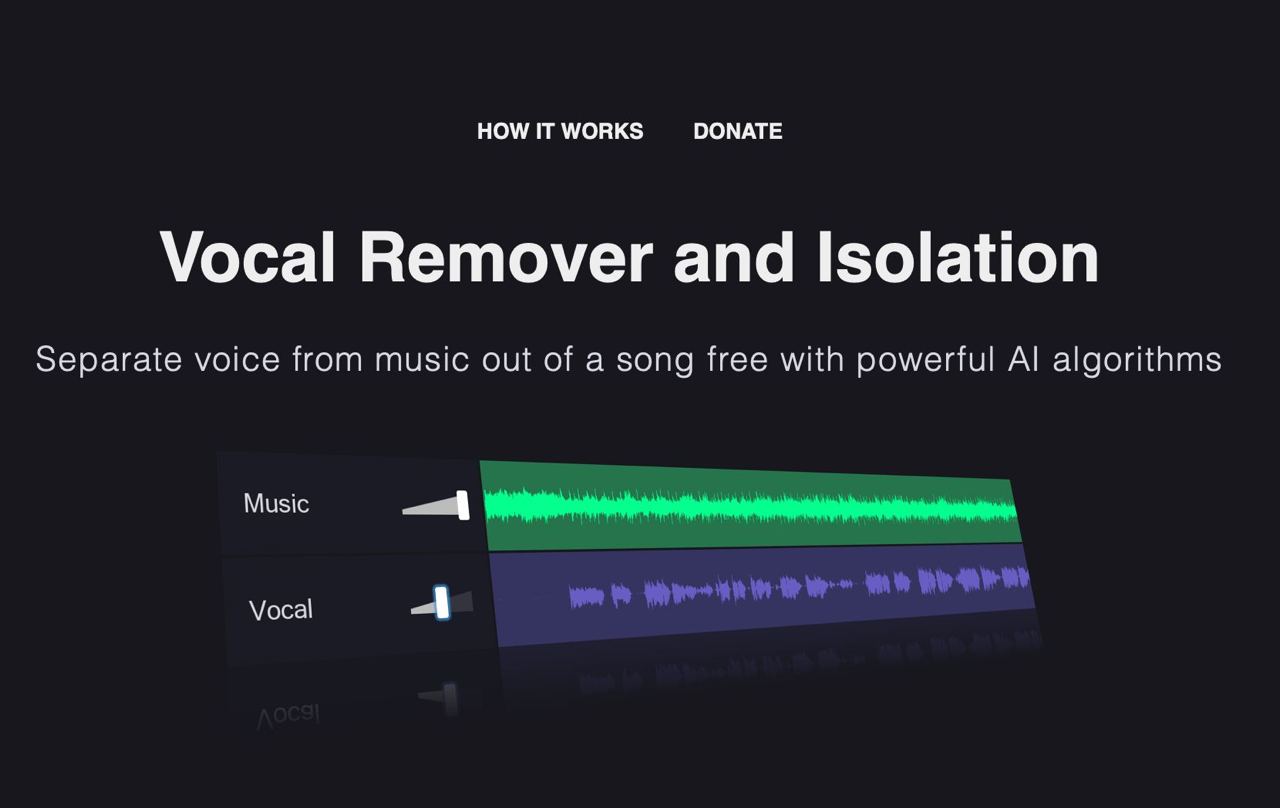 HOW IT WORKS DONATE
Vocal Remover and Isolation
Separate voice from music out of a song free with powerful AI algorithms
Music
Vocal
Vocal